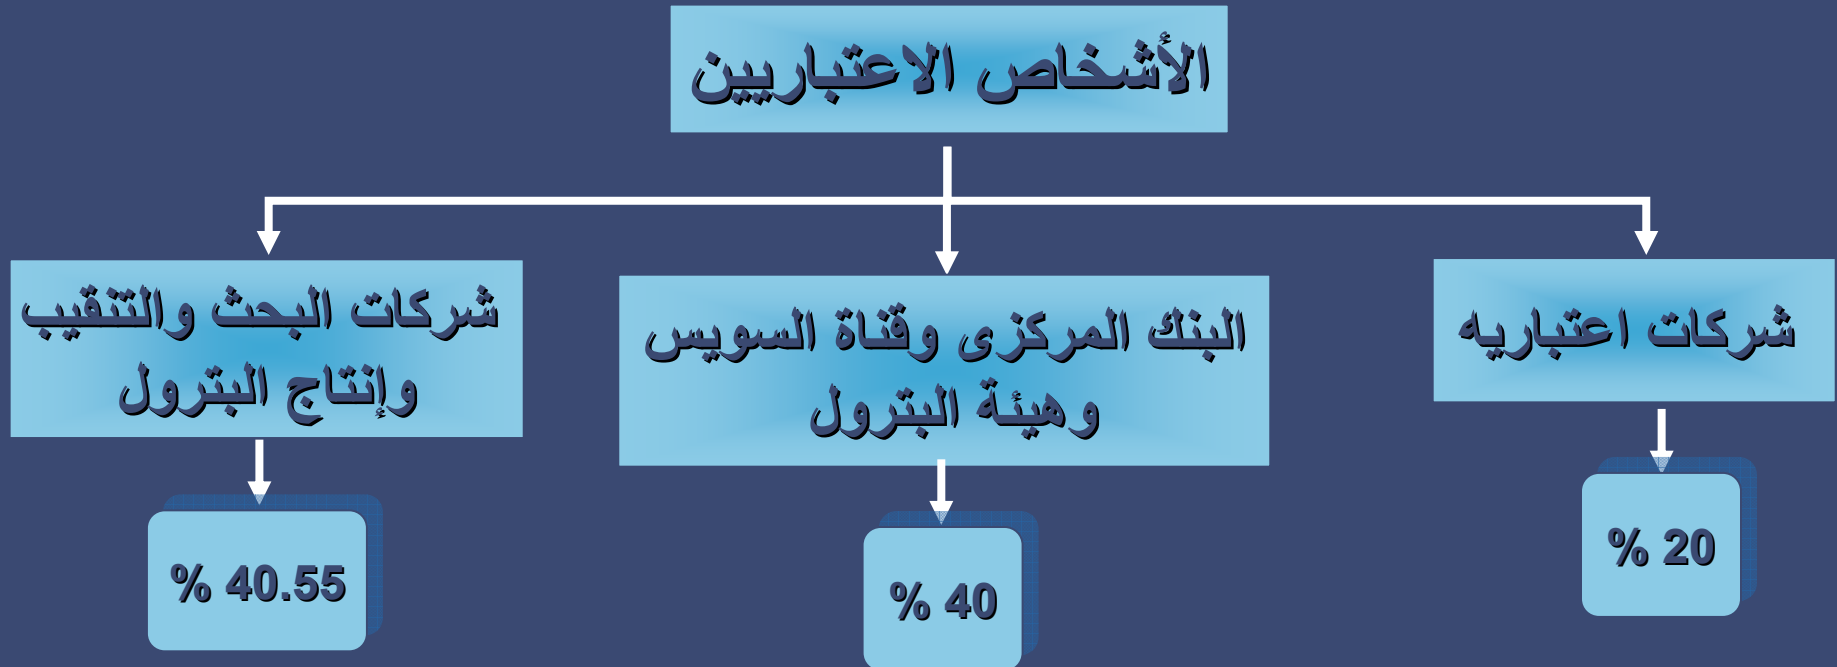 الأشخاص الاعتباريين
شركات اعتباريه
البنك المركزى وقناة السويس
وهيئة البترول
شركات البحث والتنقيب
وإنتاج البترول
% 20
% 40
% 40.55